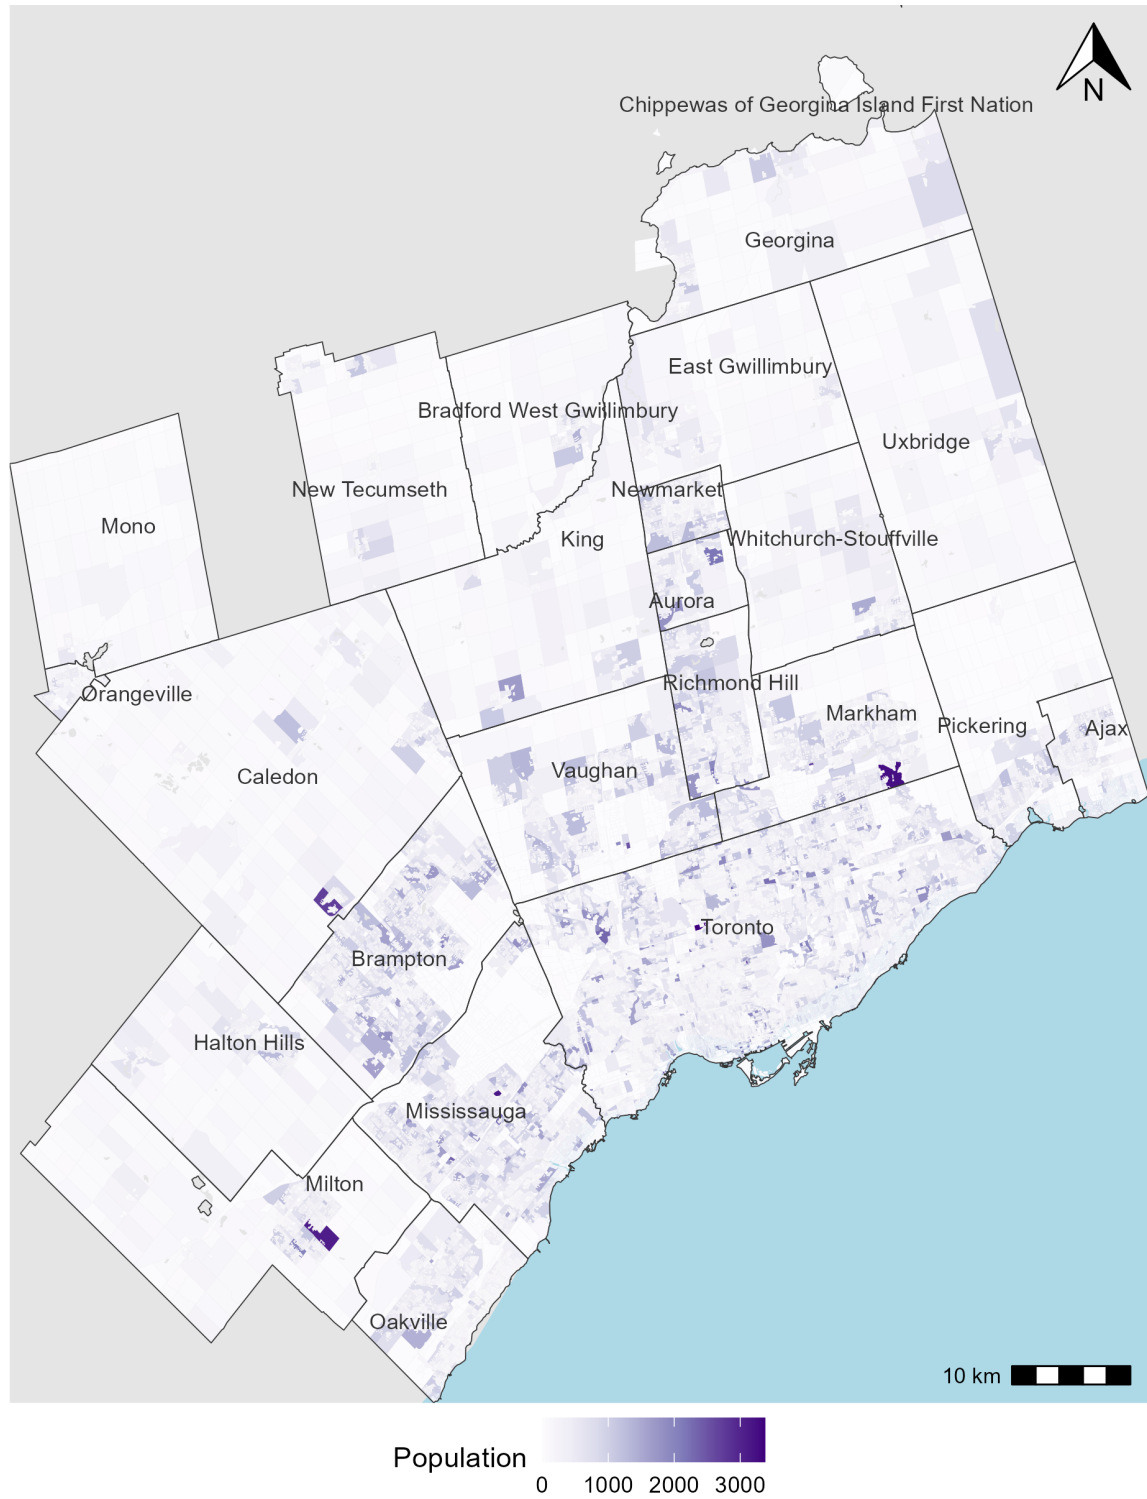 N
Chippewas of Georgina Island First Nation
Georgina
East Gwillimbury
Bradford West Gwillimbury
Uxbridge
New Tecumseth
Newmarket
Mono
King
Whitchurch-Stouffville
Aurora
Orangeville
Richmond Hill
Markham
Pickering
Ajax
Caledon
Vaughan
Toronto
Brampton
Halton Hills
Mississauga
Milton
Oakville
10 km
Population
0 1000 2000 3000